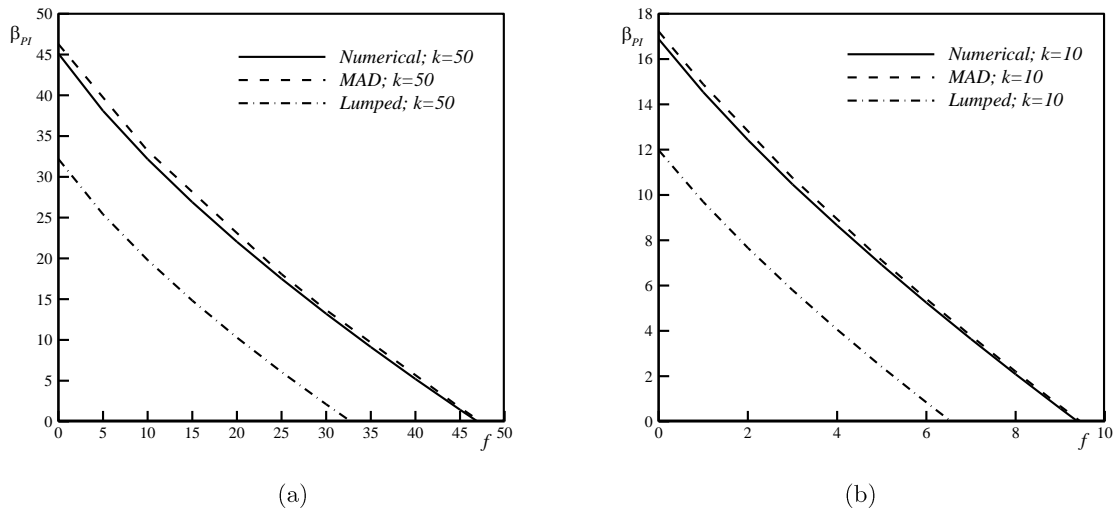 β_PI
50
45
40
35
30
25
20
15
10
5
0
0 5 10 15 20 25 30 35 40 45 50
f
Numerical; k=50
MAD; k=50
Lumped; k=50
(a)
β_PI
18
16
14
12
10
8
6
4
2
0
0 2 4 6 8 10
f
Numerical; k=10
MAD; k=10
Lumped; k=10
(b)